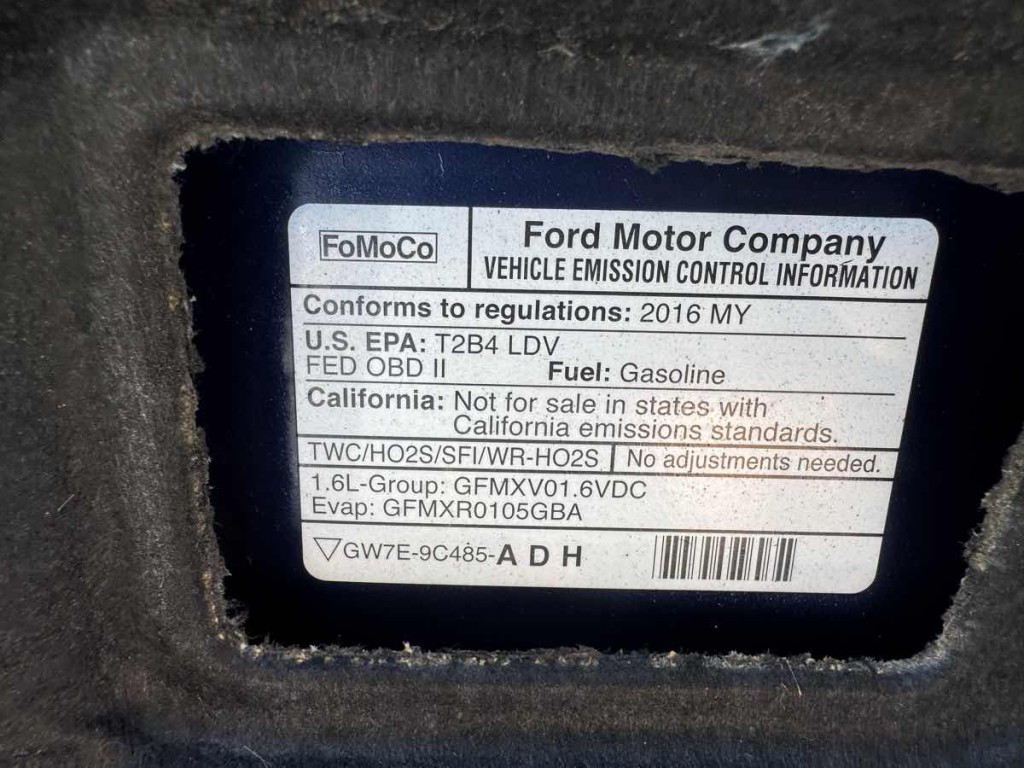 FoMoCo
Ford Motor Company
VEHICLE EMISSION CONTROL INFORMATION
Conforms to regulations: 2016 MY
U.S. EPA: T2B4 LDV
FED OBD II Fuel: Gasoline
California: Not for sale in states with
California emissions standards.
TWC/HO2S/SFI/WR-HO2S No adjustments needed.
1.6L-Group: GFMXV01.6VDC
Evap: GFMXR0105GBA
GW7E-9C485-A D H